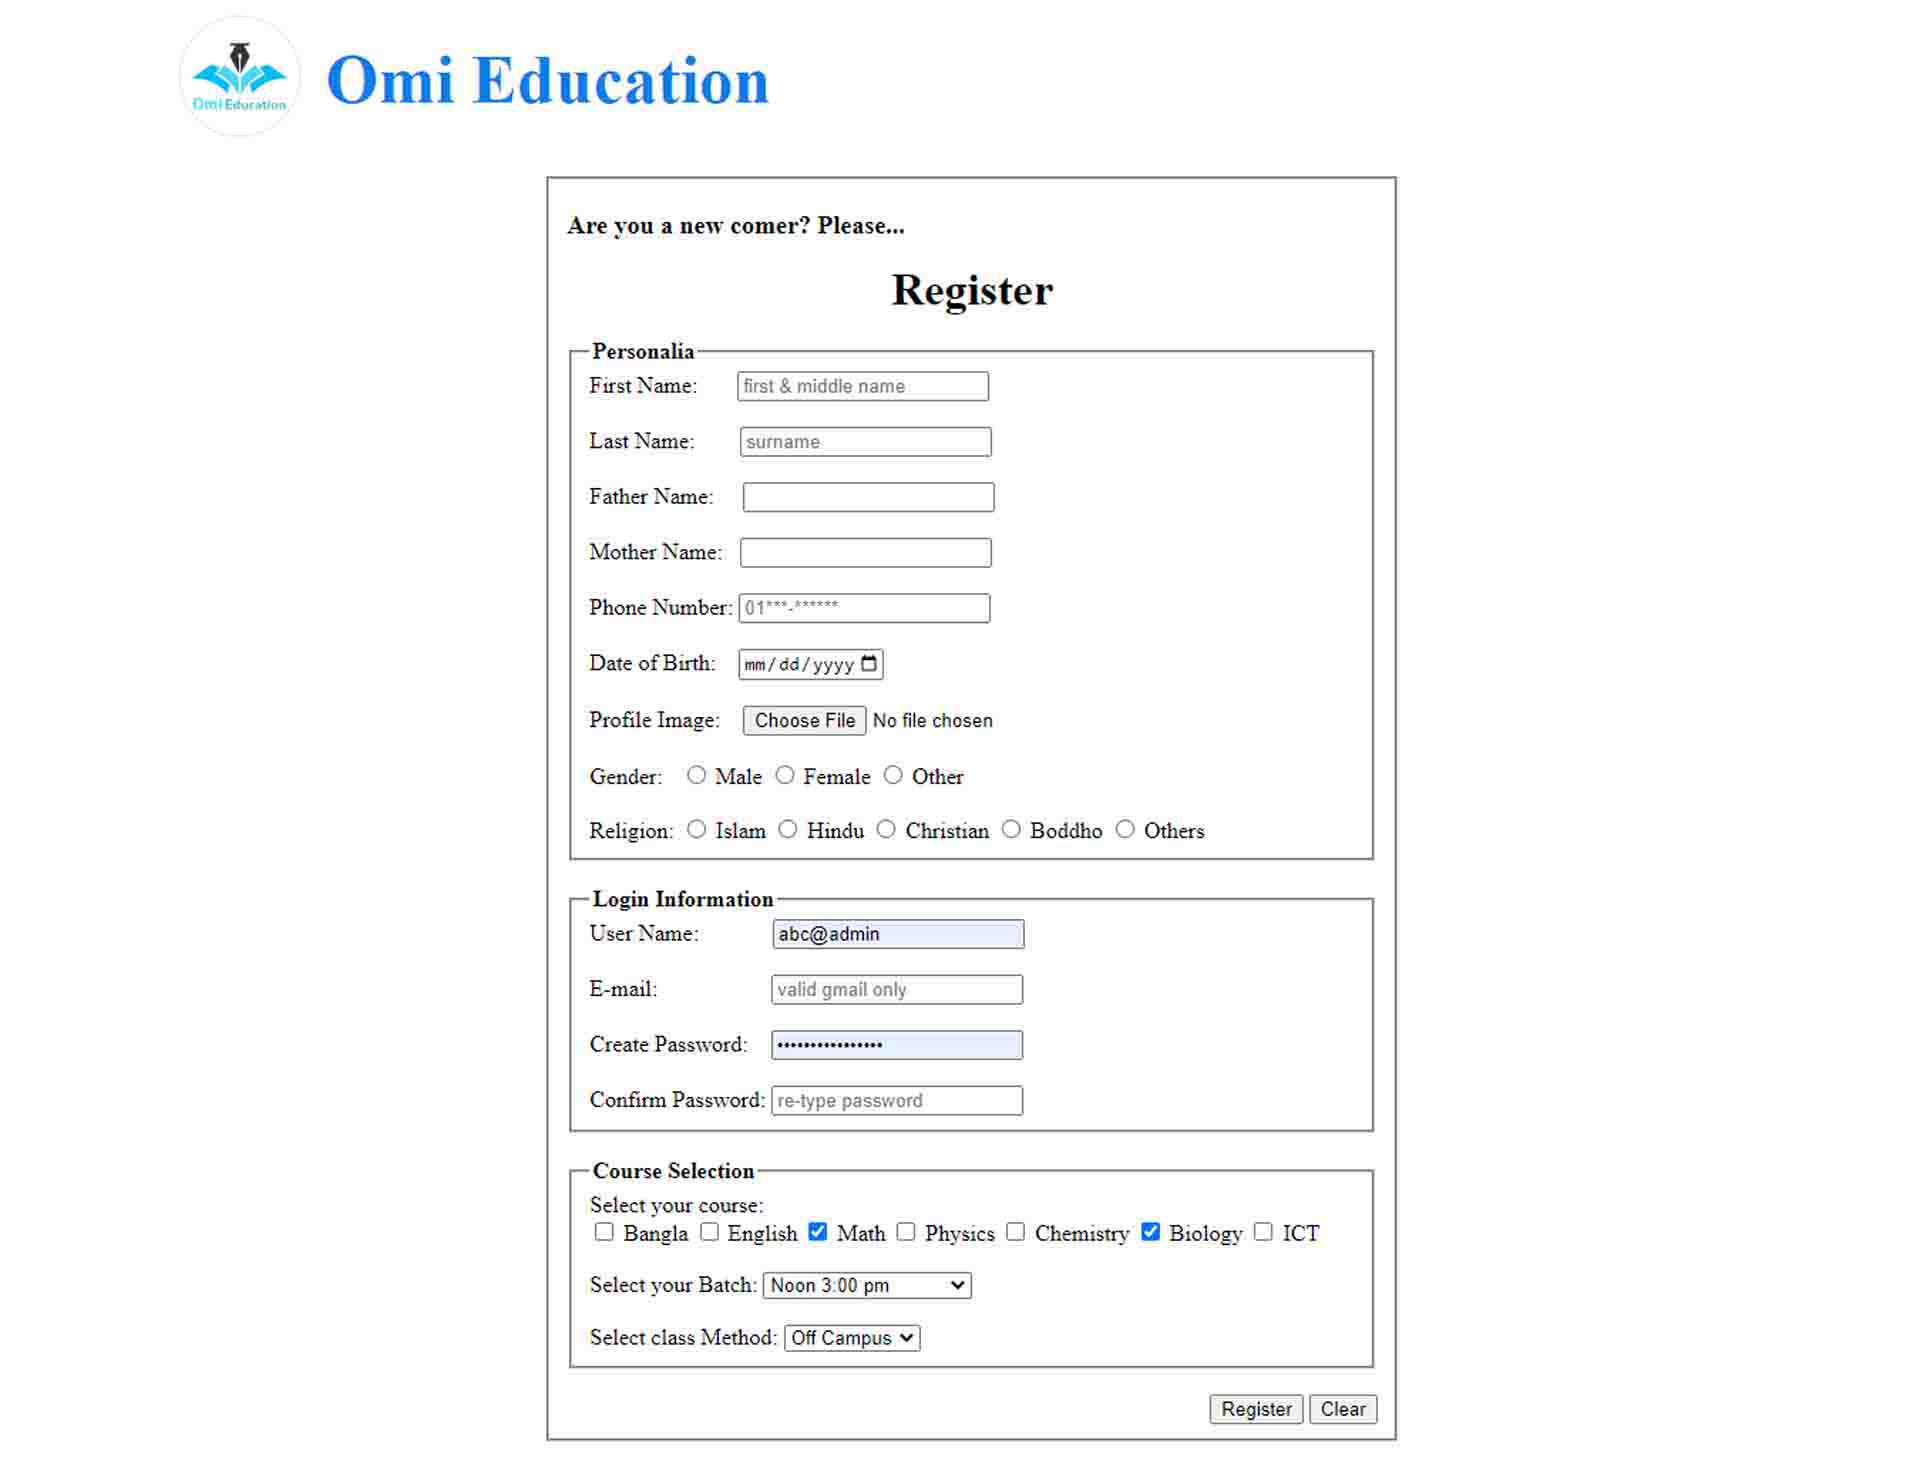 Omi Education
Omi Education
Are you a new comer? Please...
Register
Personalia
First Name: first & middle name
Last Name: surname
Father Name:
Mother Name:
Phone Number: 01***-******
Date of Birth: mm/dd/yyyy
Profile Image: Choose File No file chosen
Gender: Male Female Other
Religion: Islam Hindu Christian Boddho Others
Login Information
User Name: abc@admin
E-mail: valid gmail only
Create Password: ••••••••••••••••
Confirm Password: re-type password
Course Selection
Select your course:
Bangla English Math Physics Chemistry Biology ICT
Select your Batch: Noon 3:00 pm
Select class Method: Off Campus
Register Clear